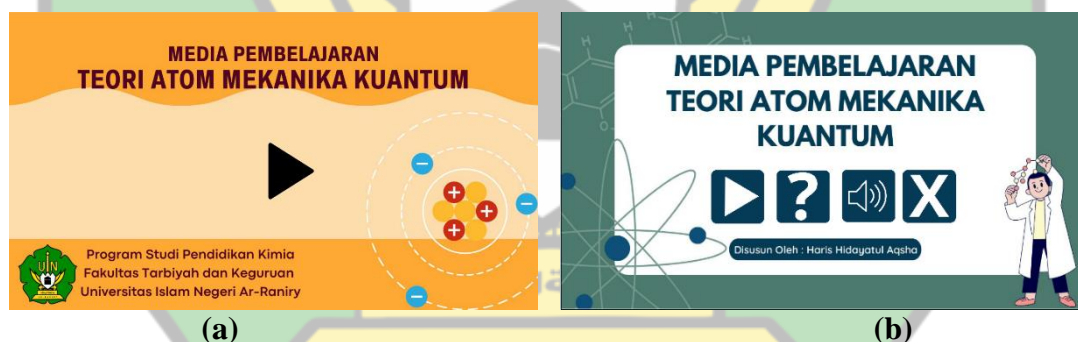 MEDIA PEMBELAJARAN
TEORI ATOM MEKANIKA KUANTUM
Program Studi Pendidikan Kimia
Fakultas Tarbiyah dan Keguruan
Universitas Islam Negeri Ar-Raniry
UIN
(a)
MEDIA PEMBELAJARAN
TEORI ATOM MEKANIKA
KUANTUM
?
X
Disusun Oleh : Haris Hidayatul Aqsha
(b)